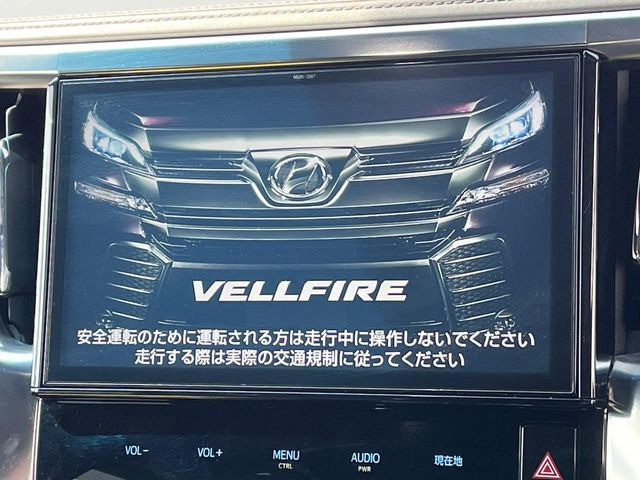 VELLFIRE
安全運転のために運転される方は走行中に操作しないでください
走行する際は実際の交通規制に従ってください
VOL−
VOL+
MENU
CTRL
AUDIO
PWR
現在地